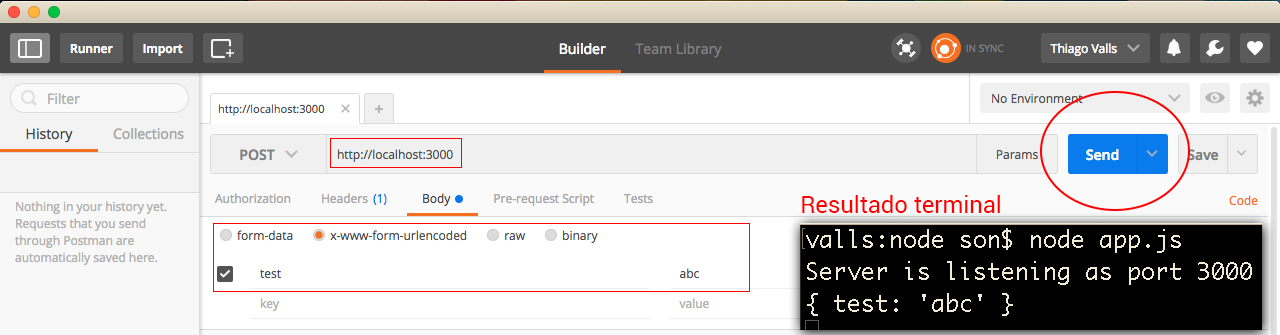 Runner Import Builder Team Library IN SYNC Thiago Valls
Filter
History Collections
Nothing in your history yet.
Requests that you send
through Postman are
automatically saved here.
http://localhost:3000 × + No Environment
POST http://localhost:3000 Params Send Save
Authorization Headers (1) Body Pre-request Script Tests Code
form-data x-www-form-urlencoded raw binary
test abc
key value
Resultado terminal
valls:node son$ node app.js
Server is listening as port 3000
{ test: 'abc' }